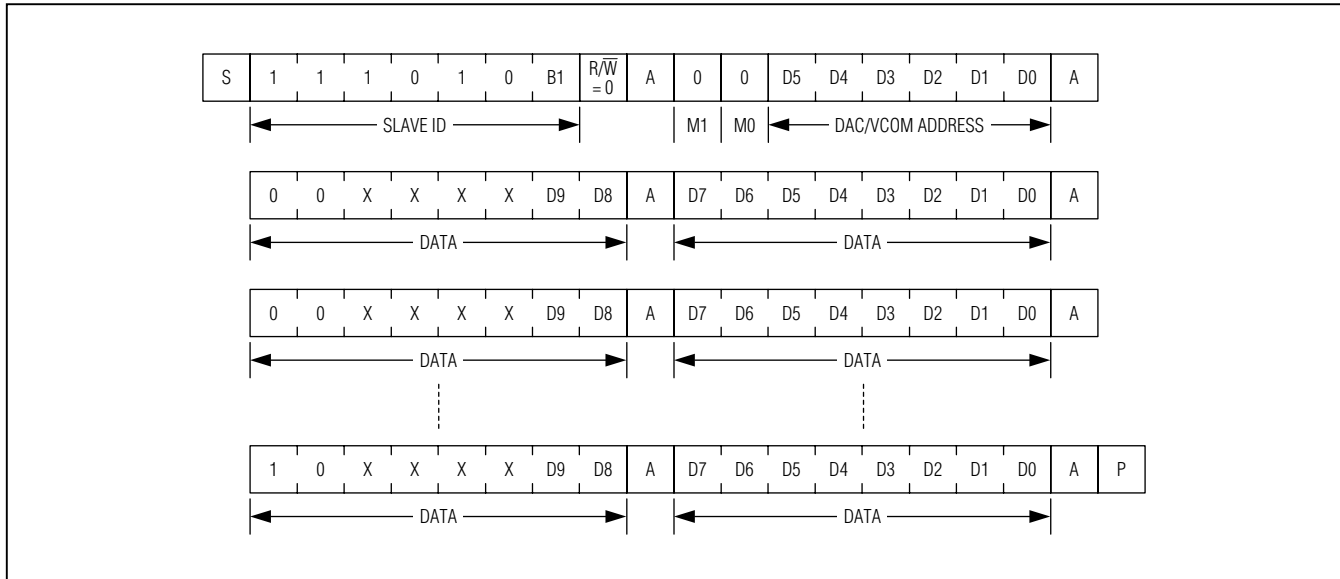 S 1 1 1 0 1 0 B1 R/W̅ = 0 A 0 0 D5 D4 D3 D2 D1 D0 A
SLAVE ID M1 M0 DAC/VCOM ADDRESS
0 0 X X X X D9 D8 A D7 D6 D5 D4 D3 D2 D1 D0 A
DATA DATA
0 0 X X X X D9 D8 A D7 D6 D5 D4 D3 D2 D1 D0 A
DATA DATA
1 0 X X X X D9 D8 A D7 D6 D5 D4 D3 D2 D1 D0 A P
DATA DATA